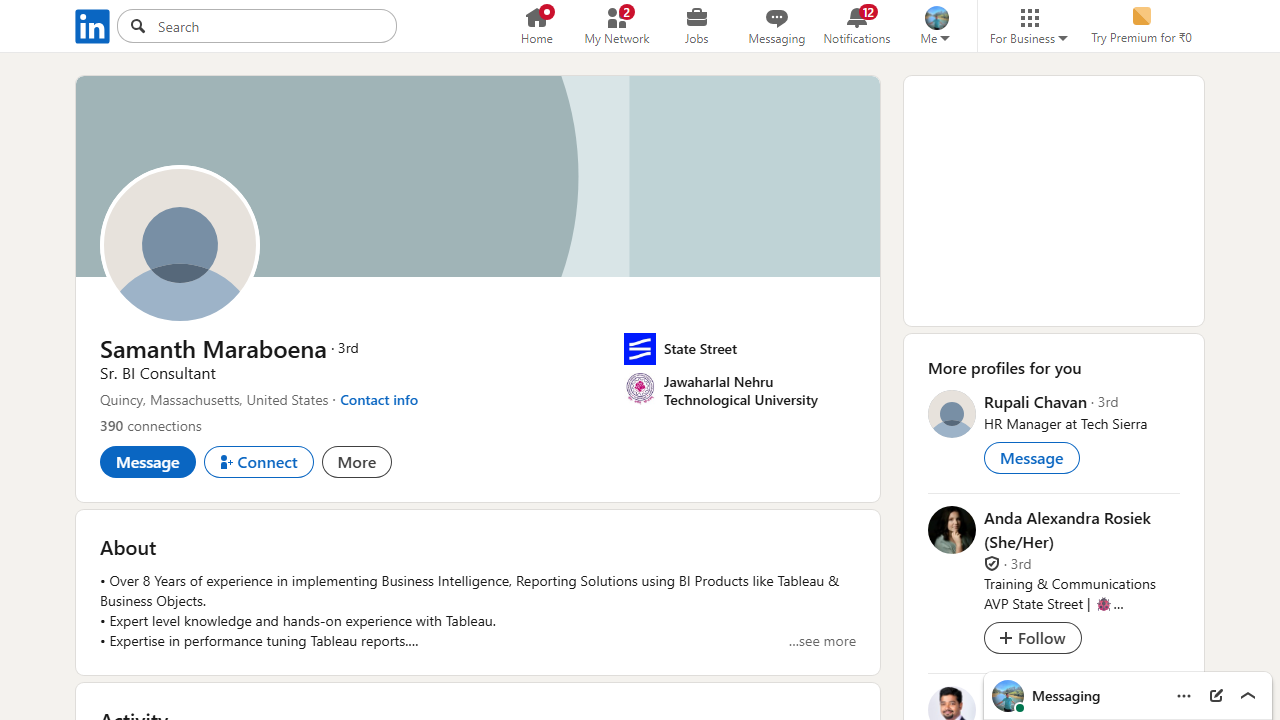 in
Search
Home
2
My Network
Jobs
Messaging
12
Notifications
Me
For Business
Try Premium for ₹0
Samanth Maraboena · 3rd
Sr. BI Consultant
Quincy, Massachusetts, United States · Contact info
390 connections
Message
Connect
More
State Street
Jawaharlal Nehru
Technological University
About
• Over 8 Years of experience in implementing Business Intelligence, Reporting Solutions using BI Products like Tableau &
Business Objects.
• Expert level knowledge and hands-on experience with Tableau.
• Expertise in performance tuning Tableau reports....
...see more
Activity
More profiles for you
Rupali Chavan · 3rd
HR Manager at Tech Sierra
Message
Anda Alexandra Rosiek
(She/Her)
· 3rd
Training & Communications
AVP State Street | 🪬 ...
Follow
Messaging